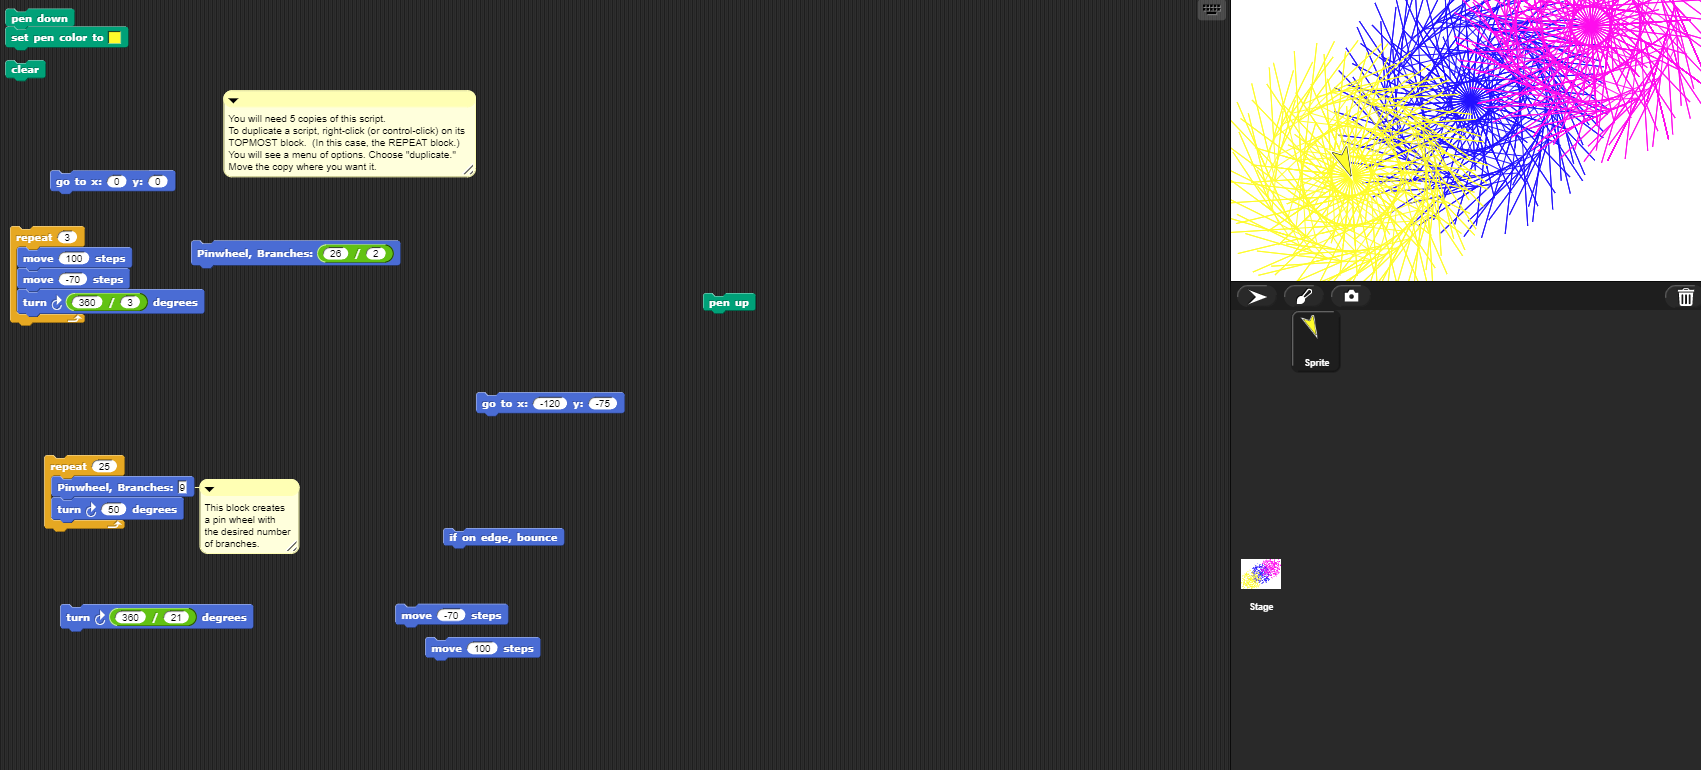 pen down
set pen color to
clear
You will need 5 copies of this script.
To duplicate a script, right-click (or control-click) on its
TOPMOST block.  (In this case, the REPEAT block.)
You will see a menu of options. Choose "duplicate."
Move the copy where you want it.
go to x: 0 y: 0
repeat 3
move 100 steps
move -70 steps
turn 360 / 3 degrees
Pinwheel, Branches: 26 / 2
pen up
go to x: -120 y: -75
repeat 25
Pinwheel, Branches: 9
turn 50 degrees
This block creates
a pin wheel with
the desired number
of branches.
if on edge, bounce
turn 360 / 21 degrees
move -70 steps
move 100 steps
Sprite
Stage